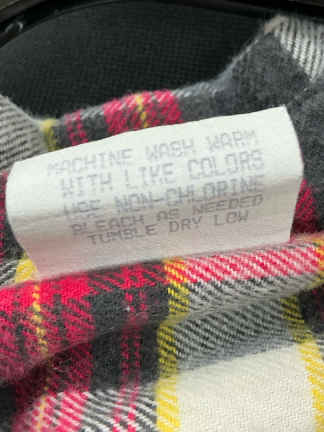 MACHINE WASH WARM
WITH LIKE COLORS
USE NON-CHLORINE
BLEACH AS NEEDED
TUMBLE DRY LOW